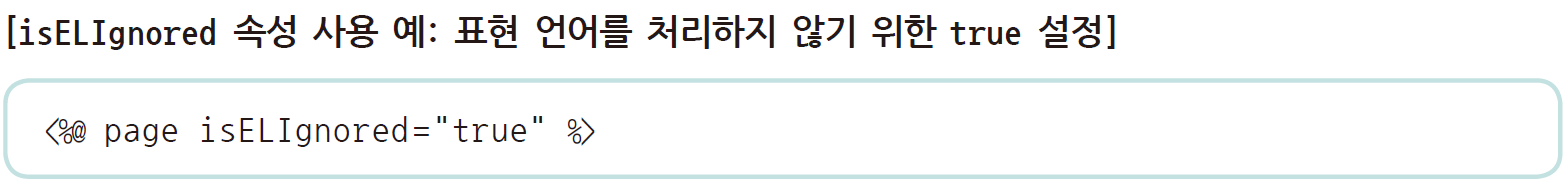 [isELIgnored 속성 사용 예: 표현 언어를 처리하지 않기 위한 true 설정]
<%@ page isELIgnored="true" %>